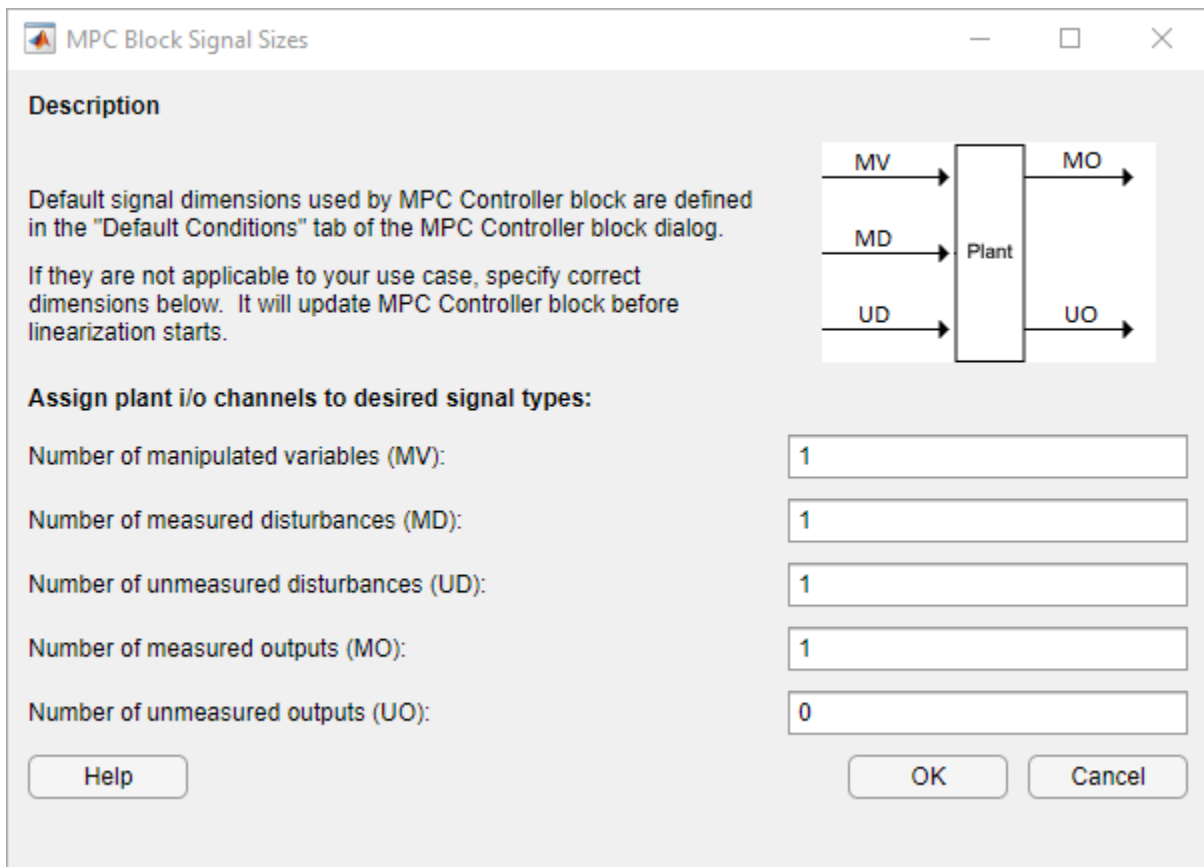 MPC Block Signal Sizes
Description
Default signal dimensions used by MPC Controller block are defined
in the "Default Conditions" tab of the MPC Controller block dialog.
If they are not applicable to your use case, specify correct
dimensions below.  It will update MPC Controller block before
linearization starts.
MV
MO
MD
Plant
UD
UO
Assign plant i/o channels to desired signal types:
Number of manipulated variables (MV): 1
Number of measured disturbances (MD): 1
Number of unmeasured disturbances (UD): 1
Number of measured outputs (MO): 1
Number of unmeasured outputs (UO): 0
Help OK Cancel